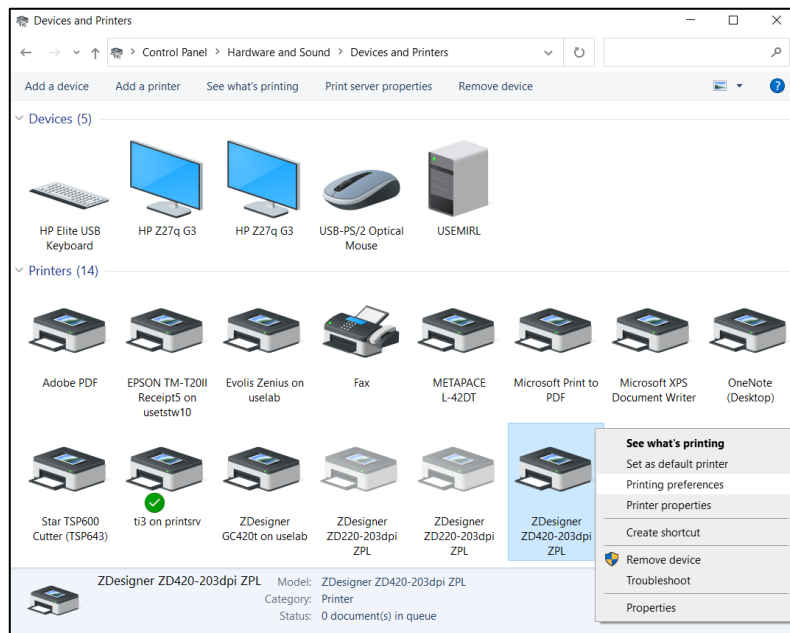 Devices and Printers
Control Panel > Hardware and Sound > Devices and Printers
Add a device Add a printer See what's printing Print server properties Remove device
Devices (5)
HP Elite USB Keyboard
HP Z27q G3
HP Z27q G3
USB-PS/2 Optical Mouse
USEMIRL
Printers (14)
Adobe PDF
EPSON TM-T20II Receipt5 on usetstw10
Evolis Zenius on uselab
Fax
METAPACE L-42DT
Microsoft Print to PDF
Microsoft XPS Document Writer
OneNote (Desktop)
Star TSP600 Cutter (TSP643)
ti3 on printsrv
ZDesigner GC420t on uselab
ZDesigner ZD220-203dpi ZPL
ZDesigner ZD220-203dpi ZPL
ZDesigner ZD420-203dpi ZPL
See what's printing
Set as default printer
Printing preferences
Printer properties
Create shortcut
Remove device
Troubleshoot
Properties
ZDesigner ZD420-203dpi ZPL Model: ZDesigner ZD420-203dpi ZPL
Category: Printer
Status: 0 document(s) in queue